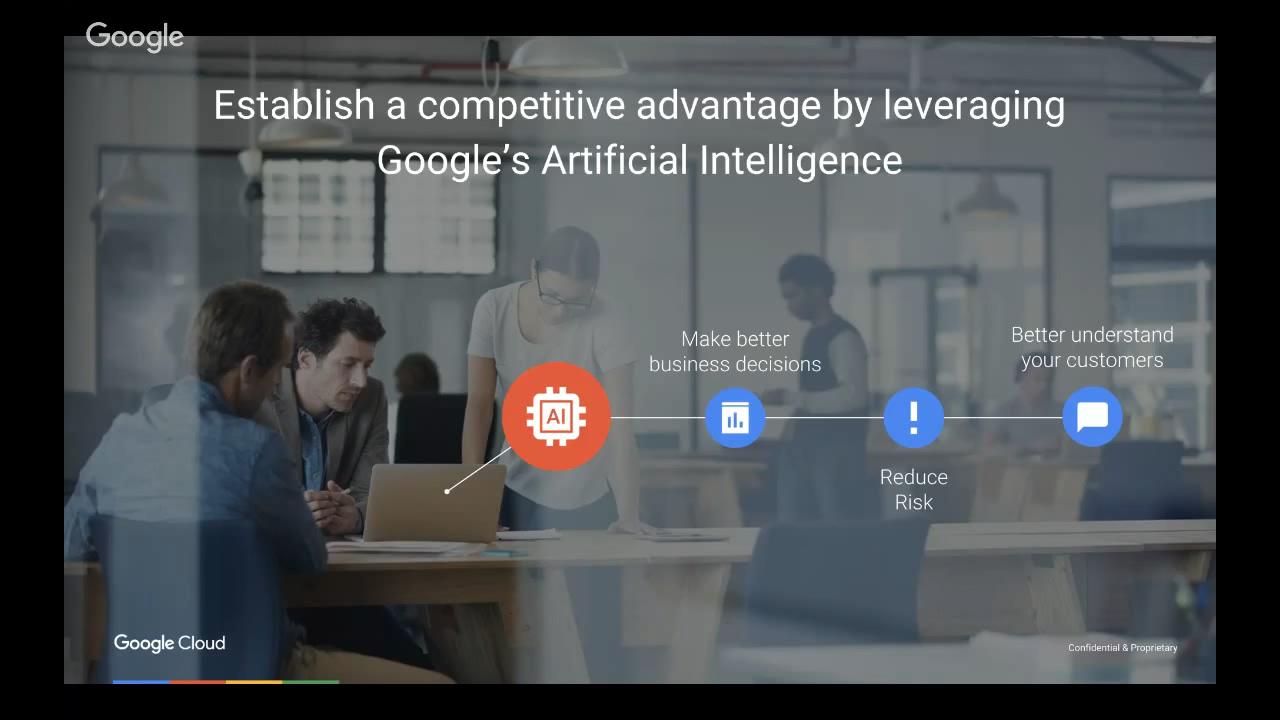 Google
Establish a competitive advantage by leveraging
Google's Artificial Intelligence
Make better
business decisions
Better understand
your customers
AI
Reduce
Risk
Google Cloud
Confidential & Proprietary